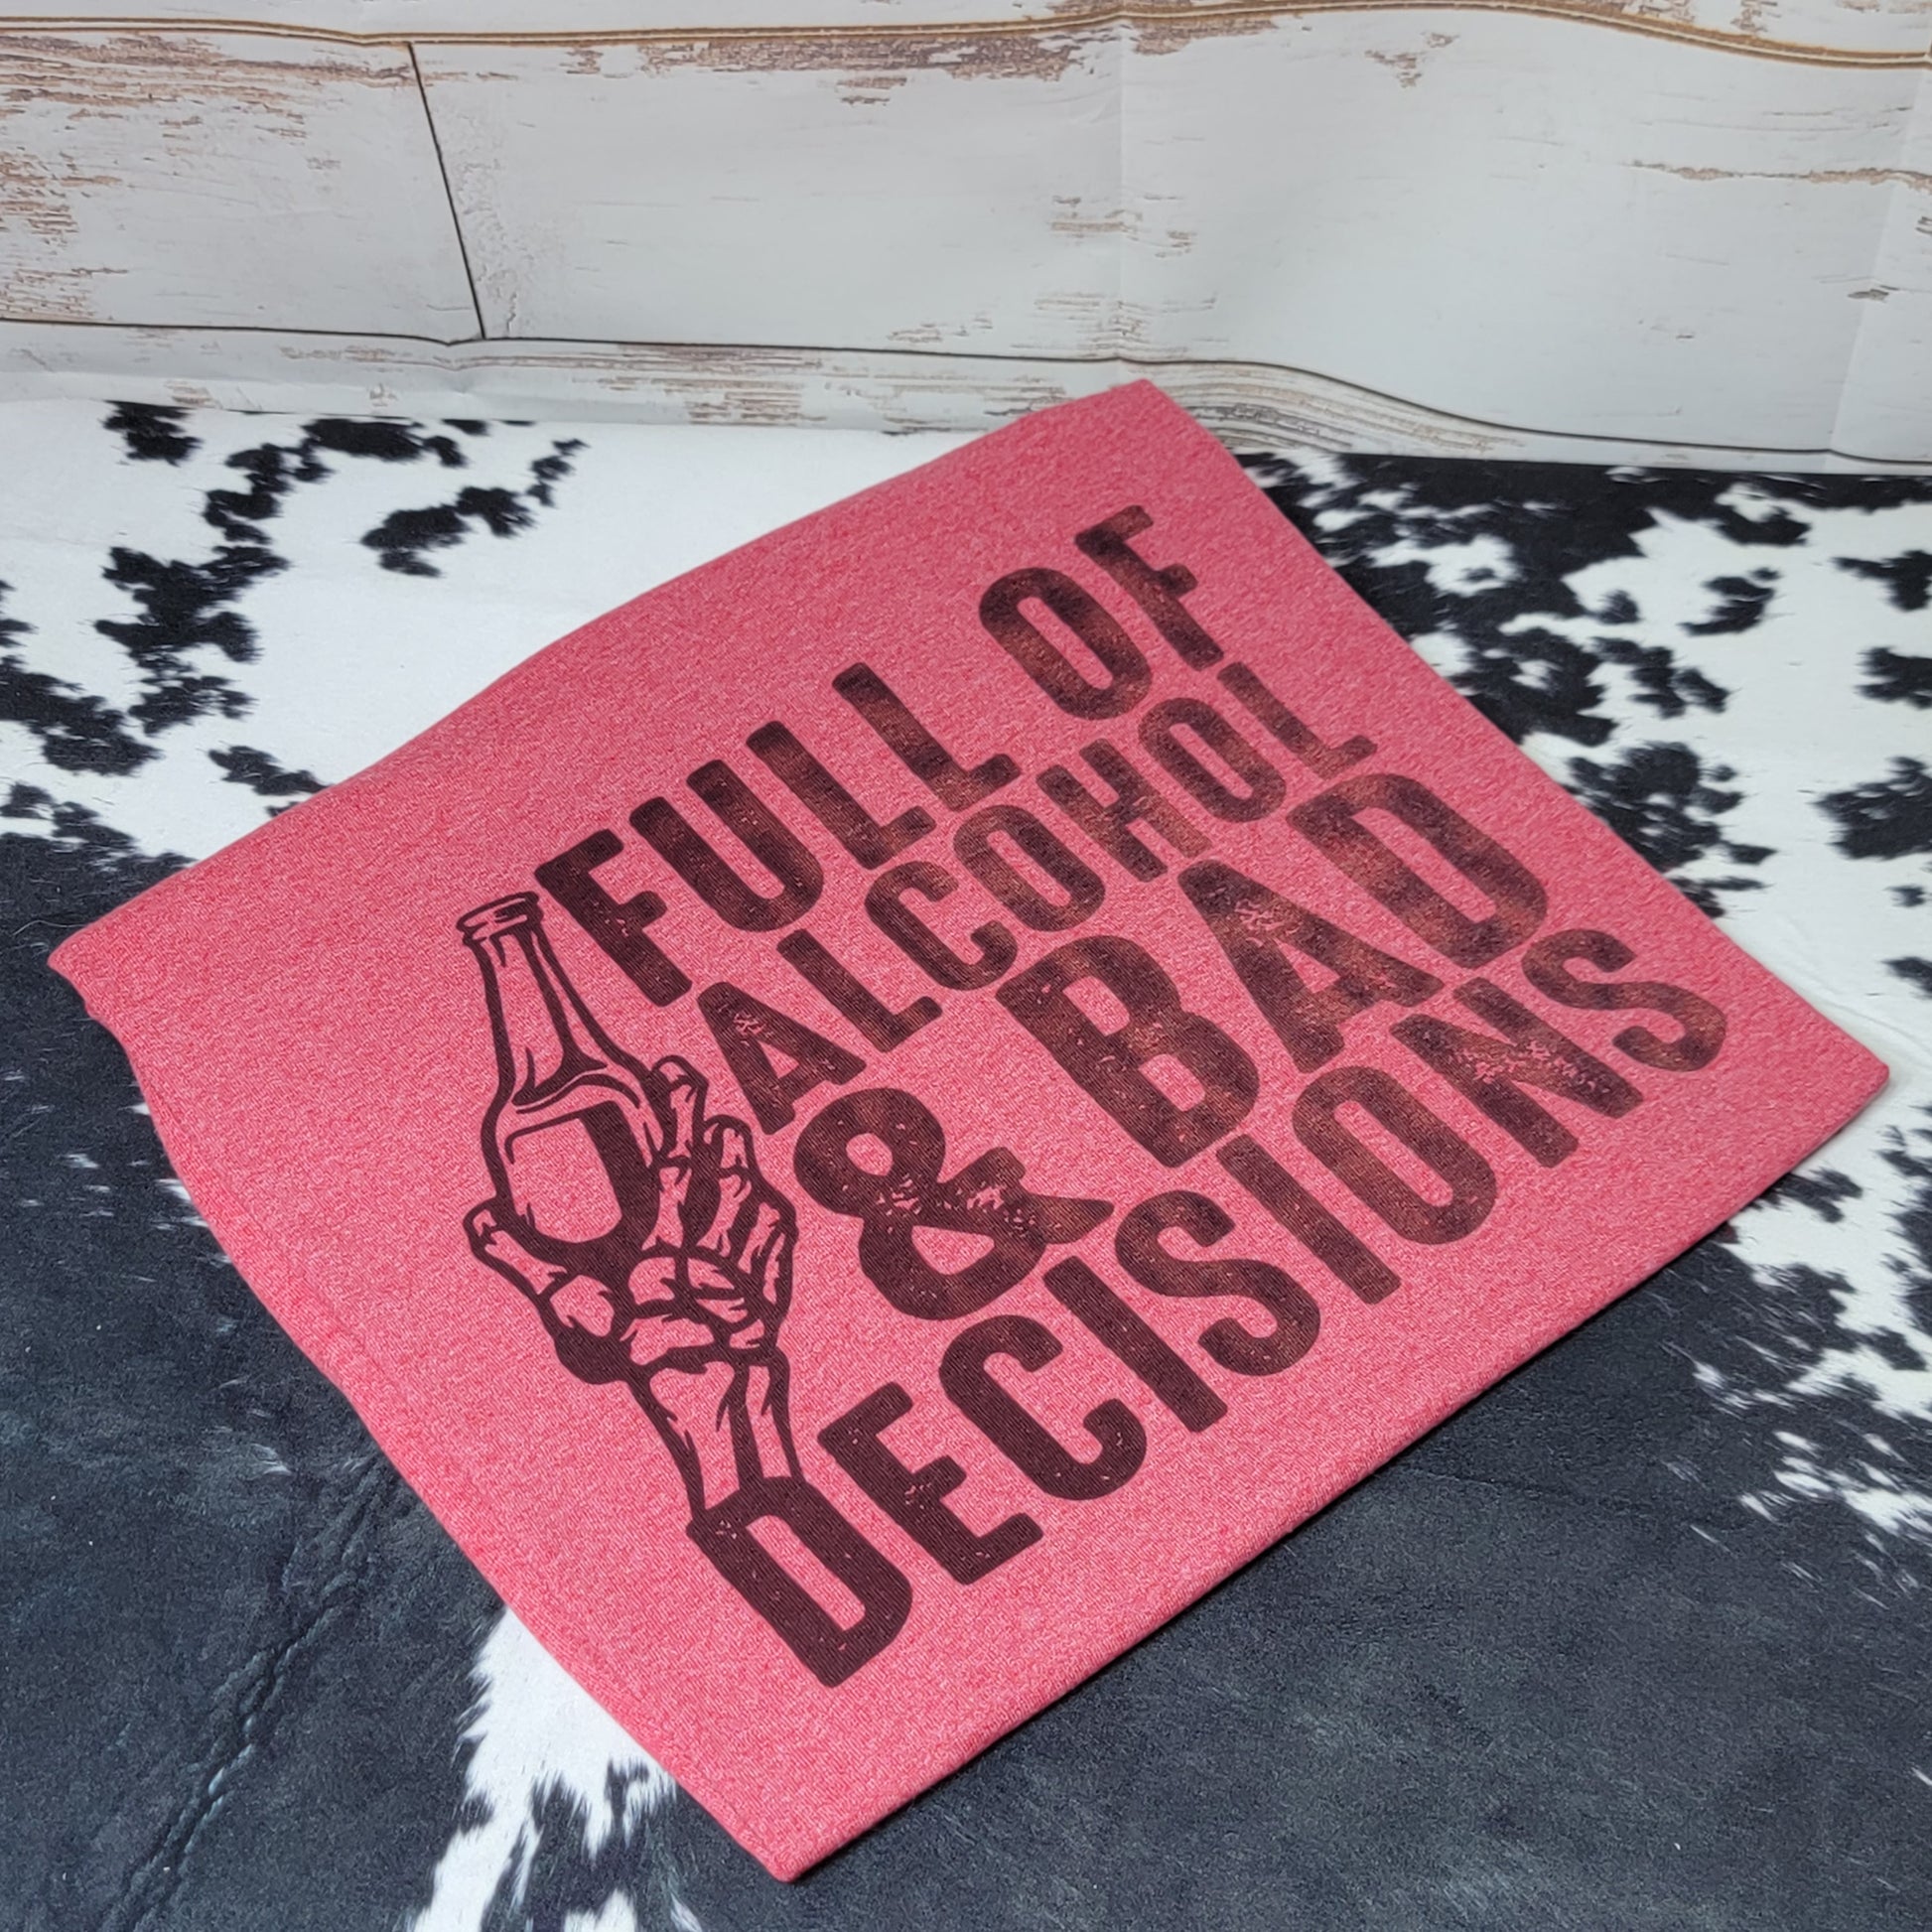 FULL OF
ALCOHOL
& BAD
DECISIONS